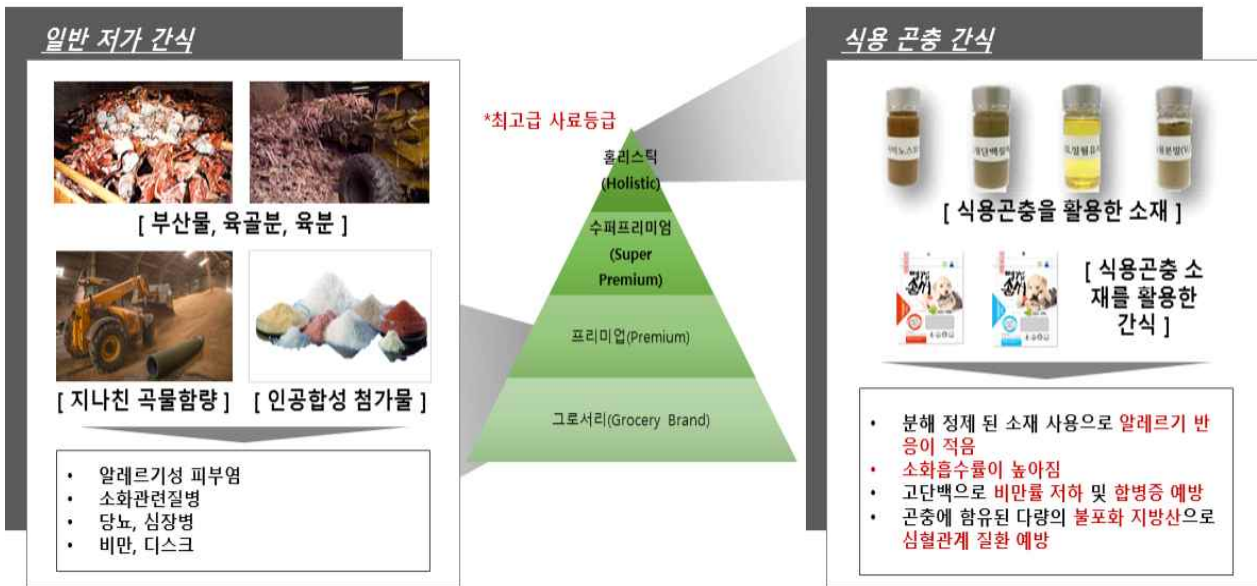 일반 저가 간식
[ 부산물, 육골분, 육분 ]
[ 지나친 곡물함량 ]
[ 인공합성 첨가물 ]
• 알레르기성 피부염
• 소화관련질병
• 당뇨, 심장병
• 비만, 디스크
*최고급 사료등급
홀리스틱
(Holistic)
수퍼프리미엄
(Super
Premium)
프리미엄(Premium)
그로서리(Grocery Brand)
식용 곤충 간식
[ 식용곤충을 활용한 소재 ]
[ 식용곤충 소
재를 활용한
간식 ]
• 분해 정제 된 소재 사용으로 알레르기 반
응이 적음
• 소화흡수률이 높아짐
• 고단백으로 비만률 저하 및 합병증 예방
• 곤충에 함유된 다량의 불포화 지방산으로
심혈관계 질환 예방